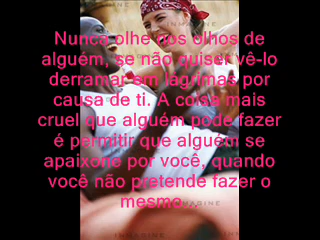 INMAGINE
Nunca olhe nos olhos de
alguém, se não quiser vê-lo
derramar em lágrimas por
causa de ti. A coisa mais
cruel que alguém pode fazer
é permitir que alguém se
apaixone por você, quando
você não pretende fazer o
mesmo...
INMAGINE